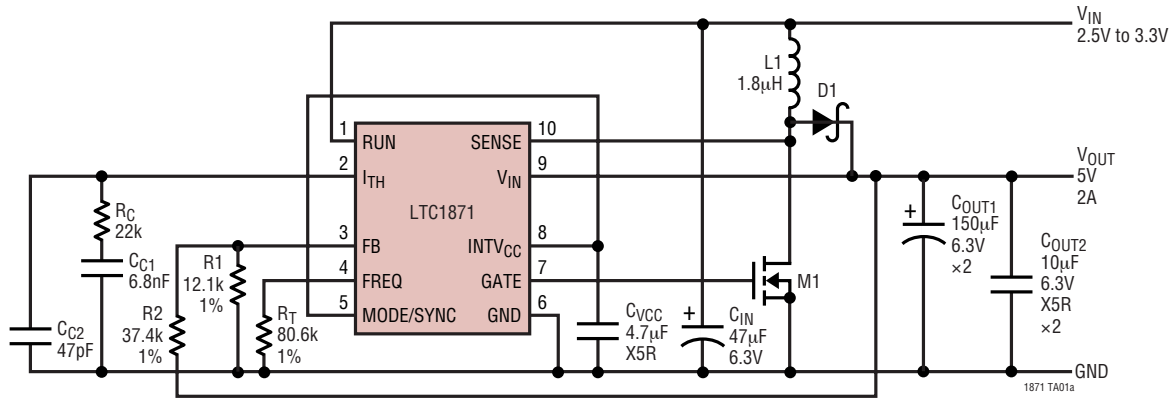 V_IN
2.5V to 3.3V
L1
1.8μH
D1
1
RUN
SENSE
10
2
I_TH
V_IN
9
LTC1871
3
FB
INTV_CC
8
4
FREQ
GATE
7
5
MODE/SYNC
GND
6
V_OUT
5V
2A
R_C
22k
C_C1
6.8nF
R1
12.1k
1%
R2
37.4k
1%
C_C2
47pF
R_T
80.6k
1%
C_VCC
4.7μF
X5R
+
C_IN
47μF
6.3V
M1
+
C_OUT1
150μF
6.3V
×2
C_OUT2
10μF
6.3V
X5R
×2
GND
1871 TA01a